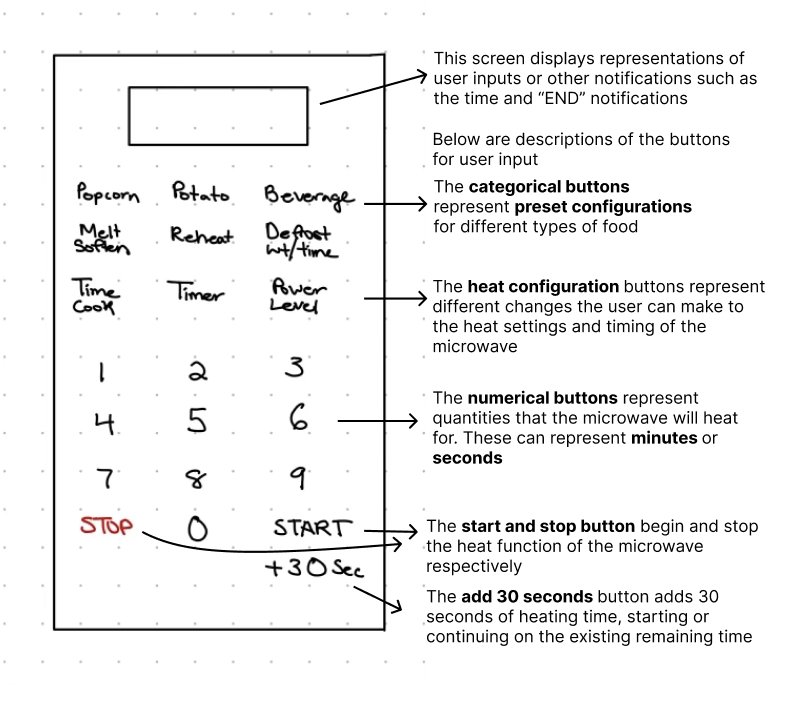 This screen displays representations of
user inputs or other notifications such as
the time and “END” notifications
Below are descriptions of the buttons
for user input
Popcorn Potato Beverage
Melt
Soften
Reheat
Defrost
wt/time
The categorical buttons
represent preset configurations
for different types of food
Time
Cook
Timer
Power
Level
The heat configuration buttons represent
different changes the user can make to
the heat settings and timing of the
microwave
1 2 3
4 5 6
7 8 9
The numerical buttons represent
quantities that the microwave will heat
for. These can represent minutes or
seconds
STOP 0 START
+30 Sec
The start and stop button begin and stop
the heat function of the microwave
respectively
The add 30 seconds button adds 30
seconds of heating time, starting or
continuing on the existing remaining time